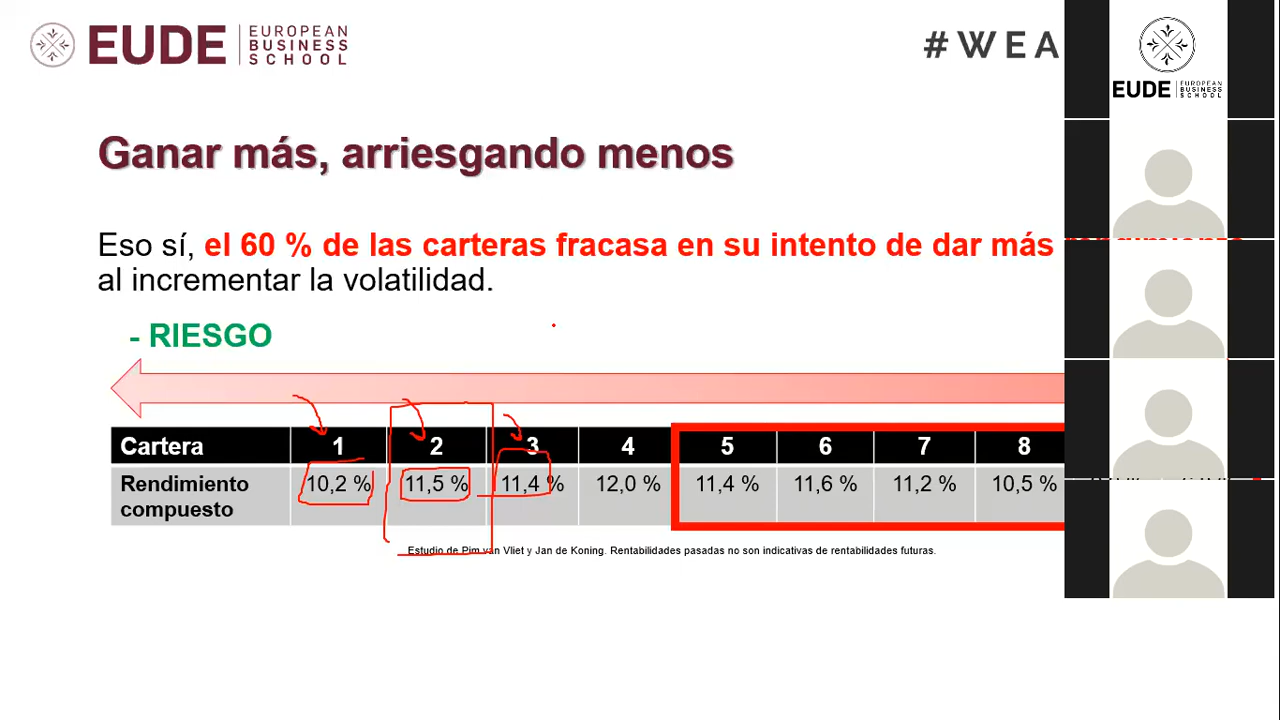 EUDE EUROPEAN BUSINESS SCHOOL
#WEA
EUDE EUROPEAN BUSINESS SCHOOL
Ganar más, arriesgando menos
Eso sí, el 60 % de las carteras fracasa en su intento de dar más
al incrementar la volatilidad.
- RIESGO
Cartera 1 2 3 4 5 6 7 8
Rendimiento compuesto 10,2 % 11,5 % 11,4 % 12,0 % 11,4 % 11,6 % 11,2 % 10,5 %
Estudio de Pim van Vliet y Jan de Koning. Rentabilidades pasadas no son indicativas de rentabilidades futuras.